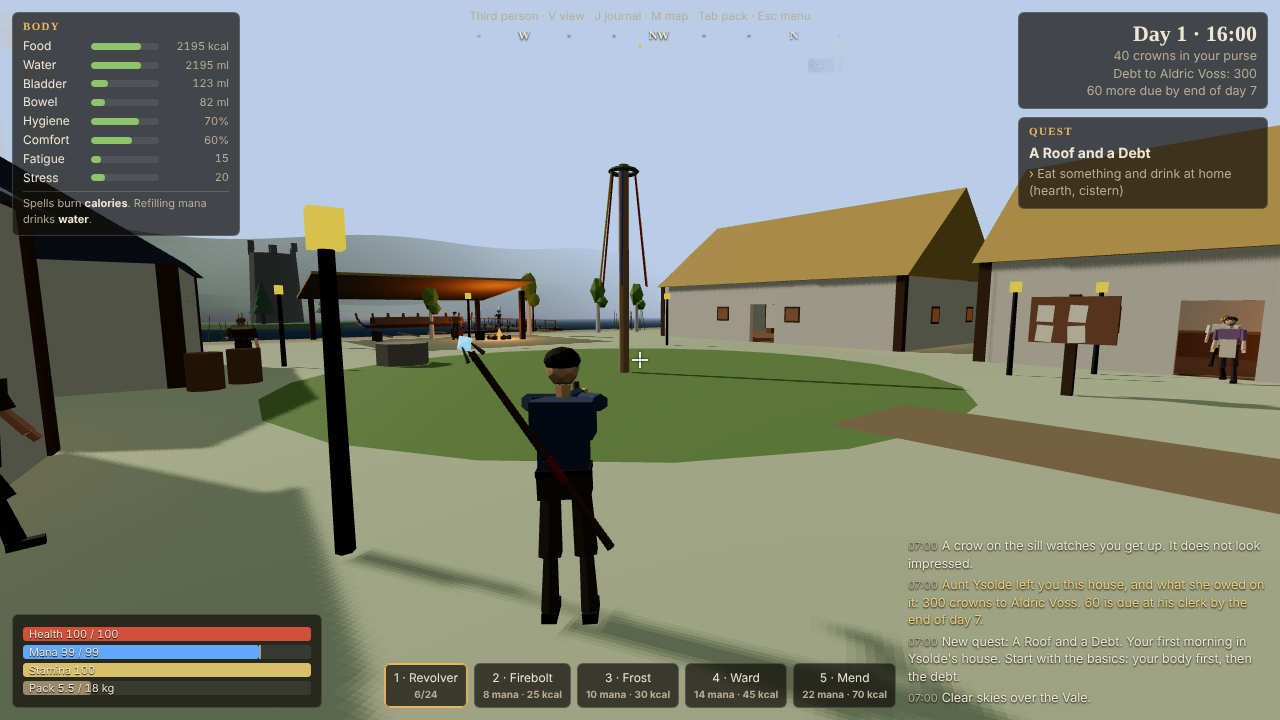 Third person · V view · J journal · M map · Tab pack · Esc menu
W NW N
BODY
Food 2195 kcal
Water 2195 ml
Bladder 123 ml
Bowel 82 ml
Hygiene 70%
Comfort 60%
Fatigue 15
Stress 20
Spells burn calories. Refilling mana
drinks water.
Day 1 · 16:00
40 crowns in your purse
Debt to Aldric Voss: 300
60 more due by end of day 7
QUEST
A Roof and a Debt
› Eat something and drink at home
(hearth, cistern)
07:00 A crow on the sill watches you get up. It does not look
impressed.
07:00 Aunt Ysolde left you this house, and what she owed on
it: 300 crowns to Aldric Voss. 60 is due at his clerk by the
end of day 7.
07:00 New quest: A Roof and a Debt. Your first morning in
Ysolde's house. Start with the basics: your body first, then
the debt.
07:00 Clear skies over the Vale.
Health 100 / 100
Mana 99 / 99
Stamina 100
Pack 5.5 / 18 kg
1 · Revolver
6/24
2 · Firebolt
8 mana · 25 kcal
3 · Frost
10 mana · 30 kcal
4 · Ward
14 mana · 45 kcal
5 · Mend
22 mana · 70 kcal